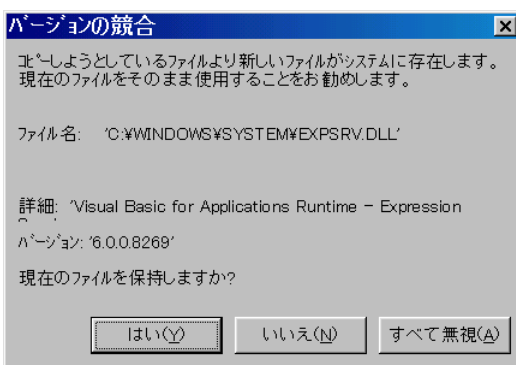 バージョンの競合
コピーしようとしているファイルより新しいファイルがシステムに存在します。
現在のファイルをそのまま使用することをお勧めします。
ファイル名: 'C:¥WINDOWS¥SYSTEM¥EXPSRV.DLL'
詳細: 'Visual Basic for Applications Runtime - Expression
バージョン: '6.0.0.8269'
現在のファイルを保持しますか?
はい(Y)
いいえ(N)
すべて無視(A)